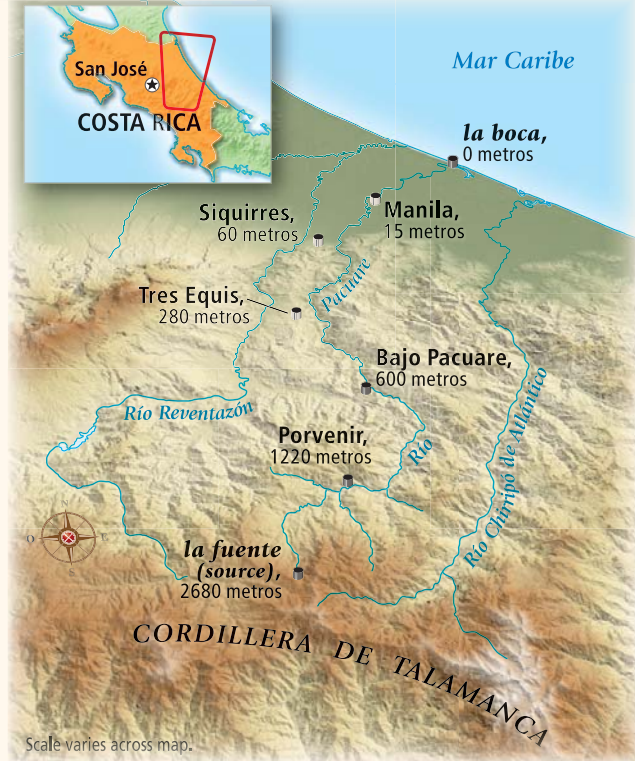 San José
COSTA RICA
Mar Caribe
la boca,
0 metros
Siquirres,
60 metros
Manila,
15 metros
Tres Equis,
280 metros
Pacuare
Bajo Pacuare,
600 metros
Río Reventazón
Porvenir,
1220 metros
Río
Río Chirripó de Atlántico
O
la fuente
(source),
2680 metros
CORDILLERA DE TALAMANCA
Scale varies across map.